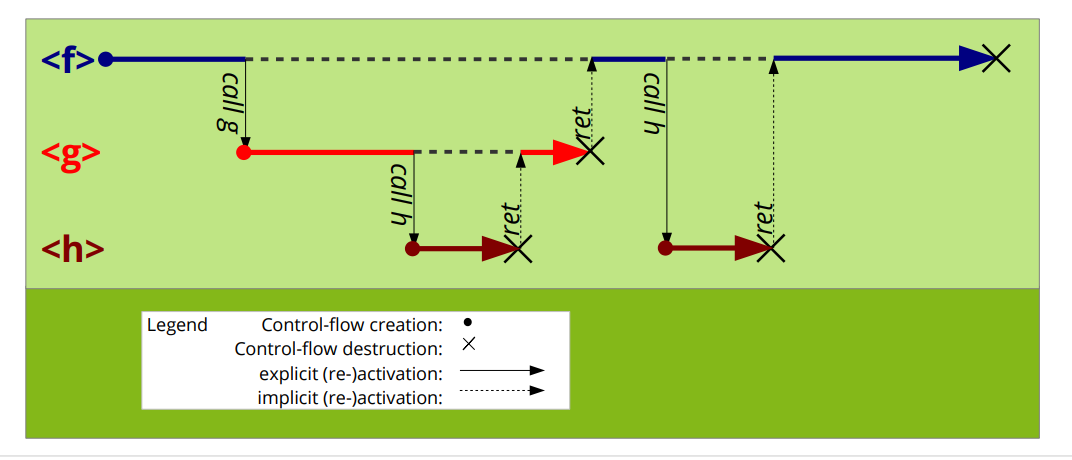 <f>
call g
ret
call h
<g>
call h
ret
ret
<h>
Legend
Control-flow creation:
Control-flow destruction:
explicit (re-)activation:
implicit (re-)activation: